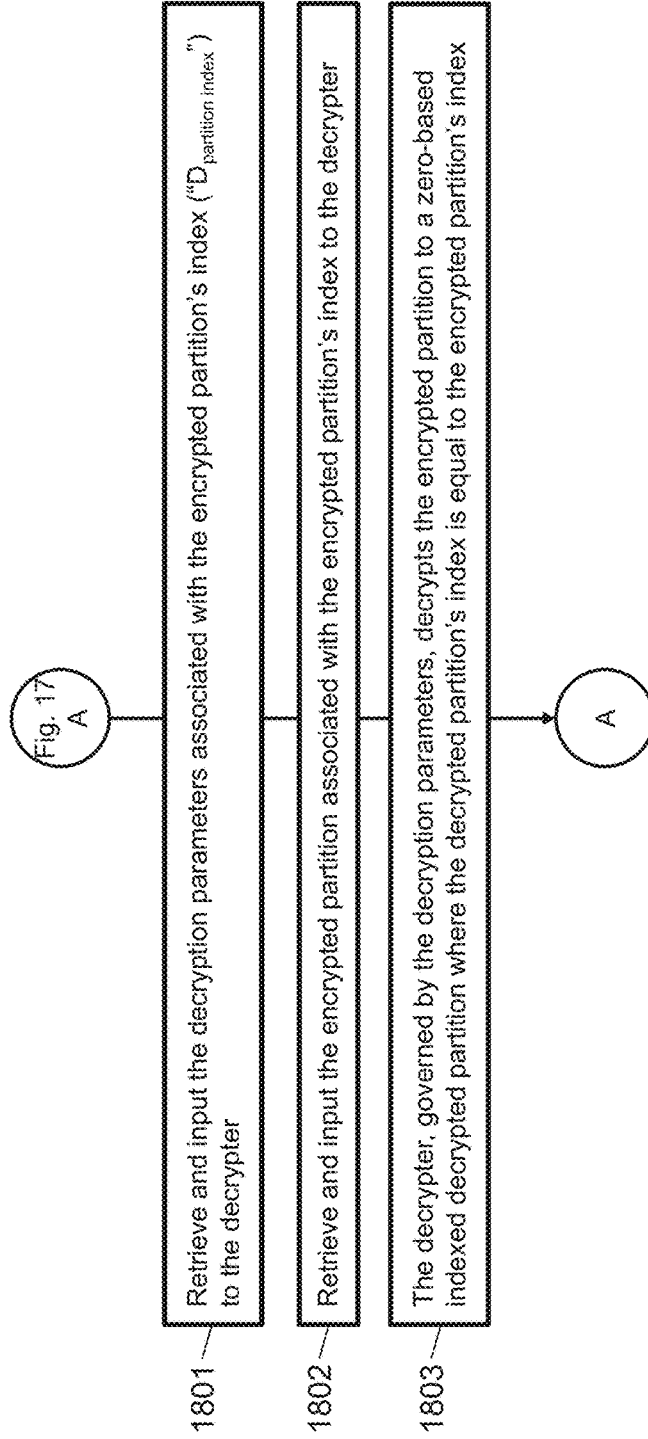 Fig. 17
A
1801
Retrieve and input the decryption parameters associated with the encrypted partition's index ("D partition index")
to the decrypter
1802
Retrieve and input the encrypted partition associated with the encrypted partition's index to the decrypter
1803
The decrypter, governed by the decryption parameters, decrypts the encrypted partition to a zero-based
indexed decrypted partition where the decrypted partition's index is equal to the encrypted partition's index
A